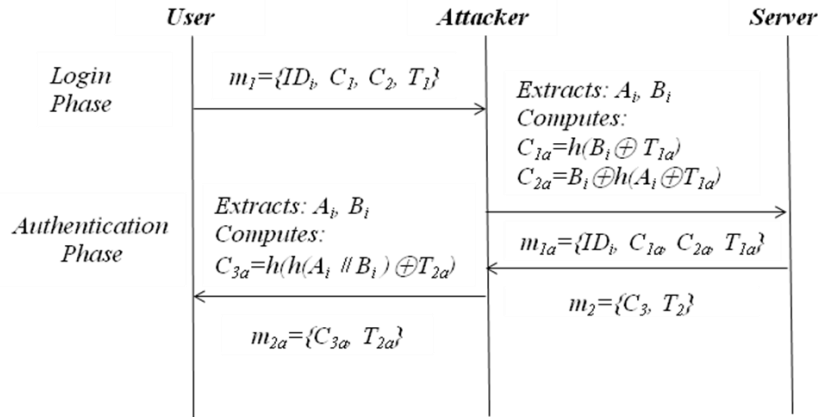 User Attacker Server
Login
Phase
m₁={IDᵢ, C₁, C₂, T₁}
Extracts: Aᵢ, Bᵢ
Computes:
C₁ₐ=h(Bᵢ⊕ T₁ₐ)
C₂ₐ=Bᵢ⊕h(Aᵢ⊕T₁ₐ)
Authentication
Phase
Extracts: Aᵢ, Bᵢ
Computes:
C₃ₐ=h(h(Aᵢ ∥ Bᵢ) ⊕T₂ₐ)
m₁ₐ={IDᵢ, C₁ₐ, C₂ₐ, T₁ₐ}
m₂={C₃, T₂}
m₂ₐ={C₃ₐ, T₂ₐ}